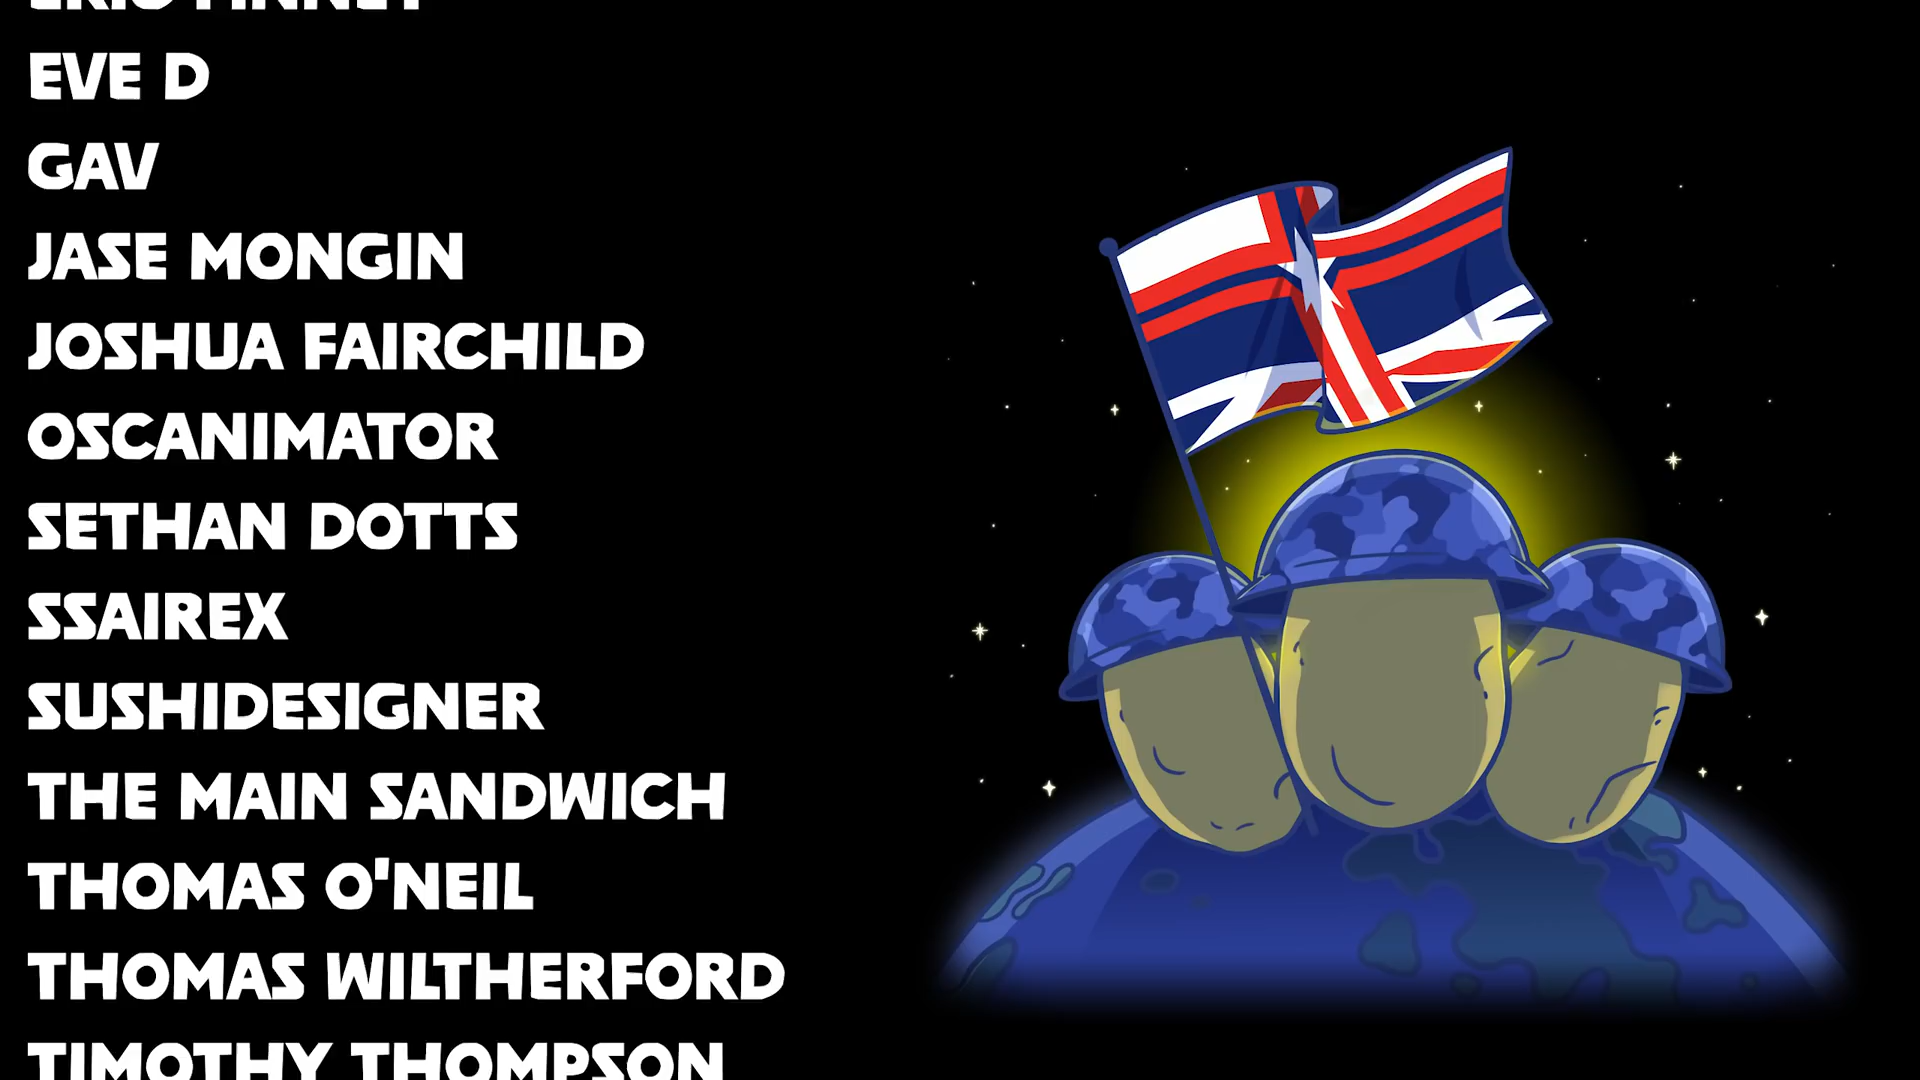 EVE D
GAV
JASE MONGIN
JOSHUA FAIRCHILD
OSCANIMATOR
SETHAN DOTTS
SSAIREX
SUSHIDESIGNER
THE MAIN SANDWICH
THOMAS O'NEIL
THOMAS WILTHERFORD
TIMOTHY THOMPSON